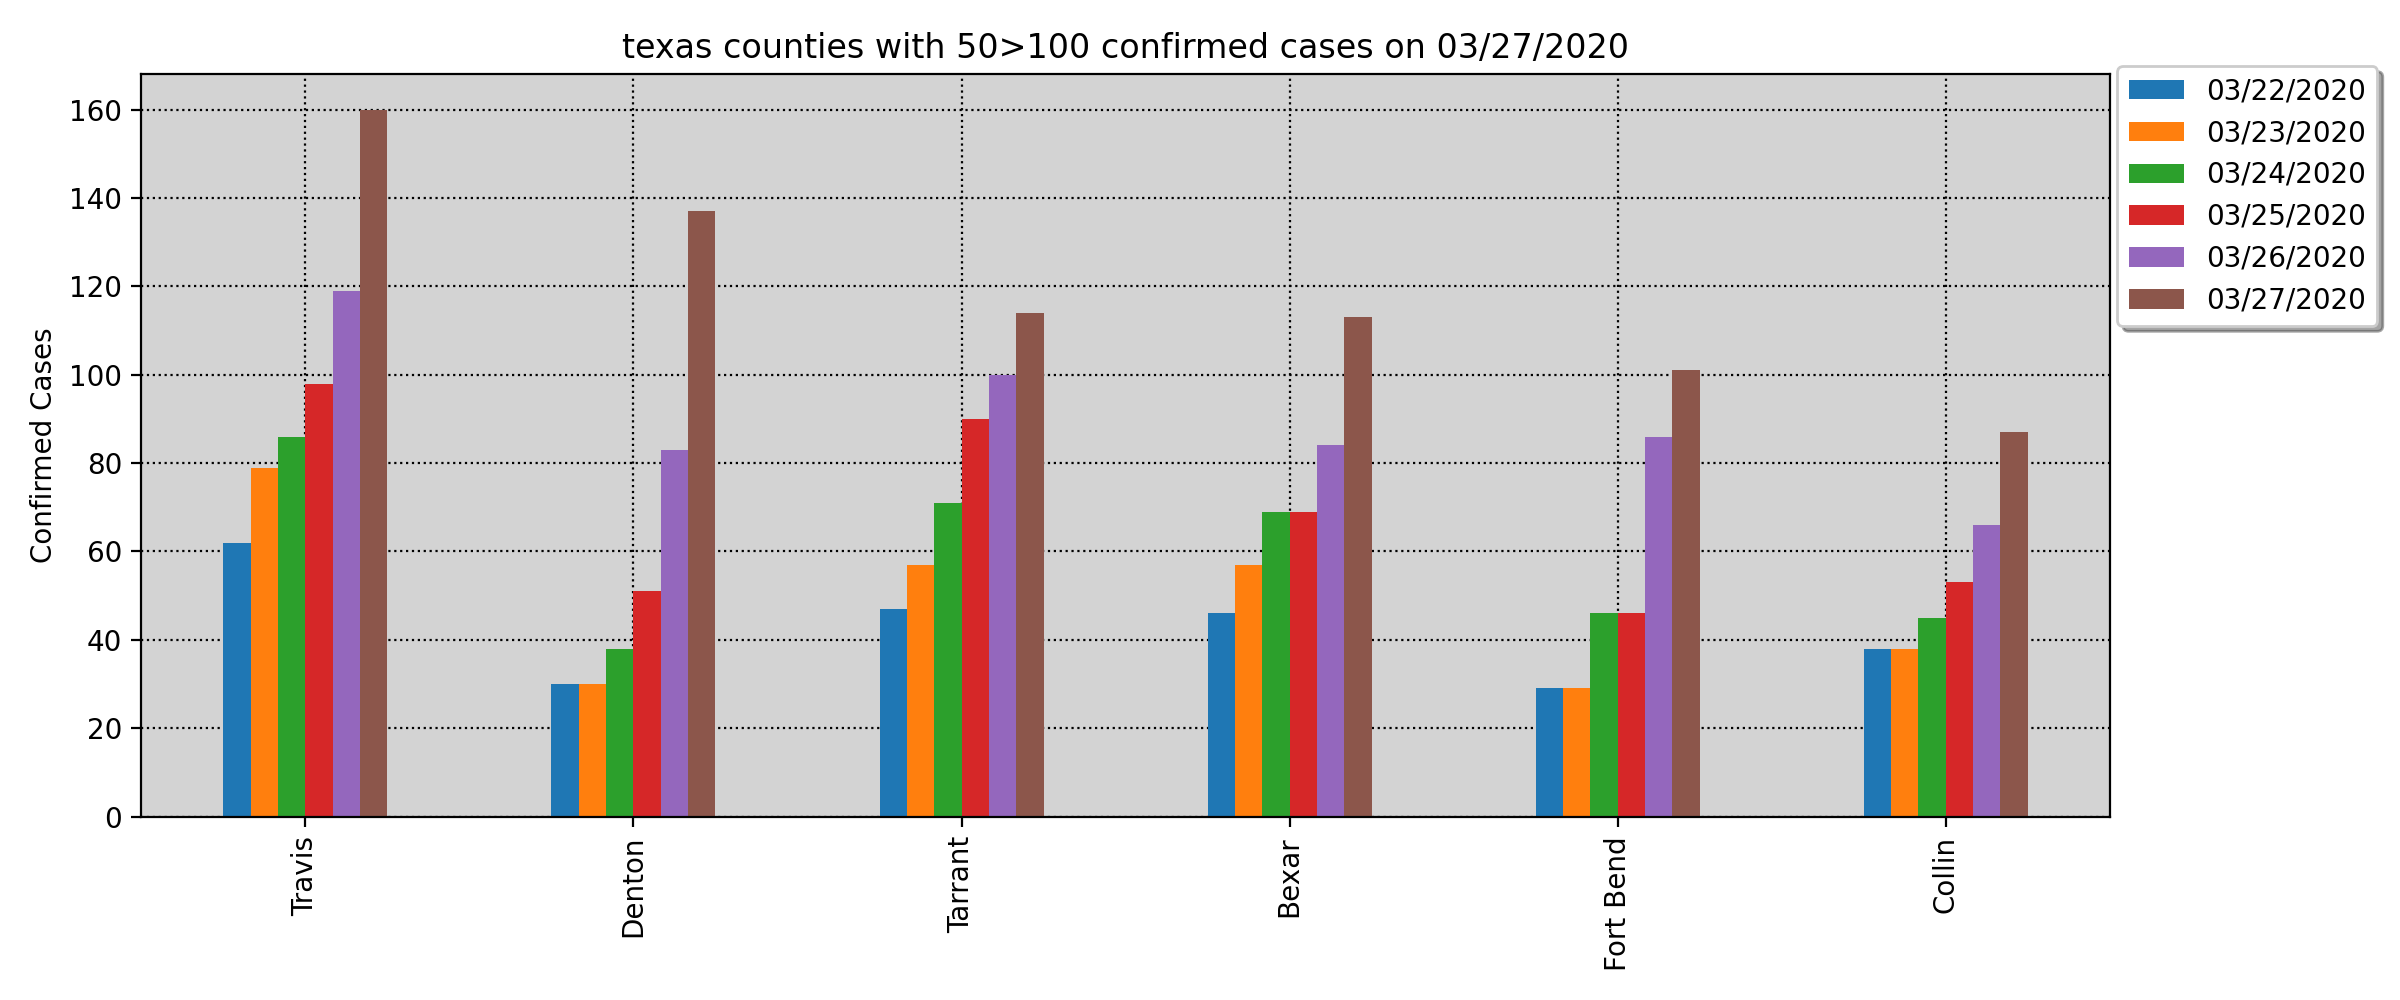 texas counties with 50>100 confirmed cases on 03/27/2020
03/22/2020
03/23/2020
03/24/2020
03/25/2020
03/26/2020
03/27/2020
Confirmed Cases
160
140
120
100
80
60
40
20
0
Travis
Denton
Tarrant
Bexar
Fort Bend
Collin